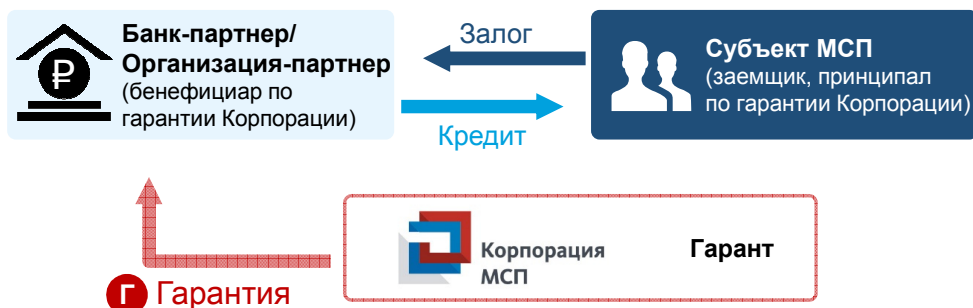 Банк-партнер/
Организация-партнер
(бенефициар по
гарантии Корпорации)
Залог
Кредит
Субъект МСП
(заемщик, принципал
по гарантии Корпорации)
Корпорация
МСП
Гарант
Г Гарантия